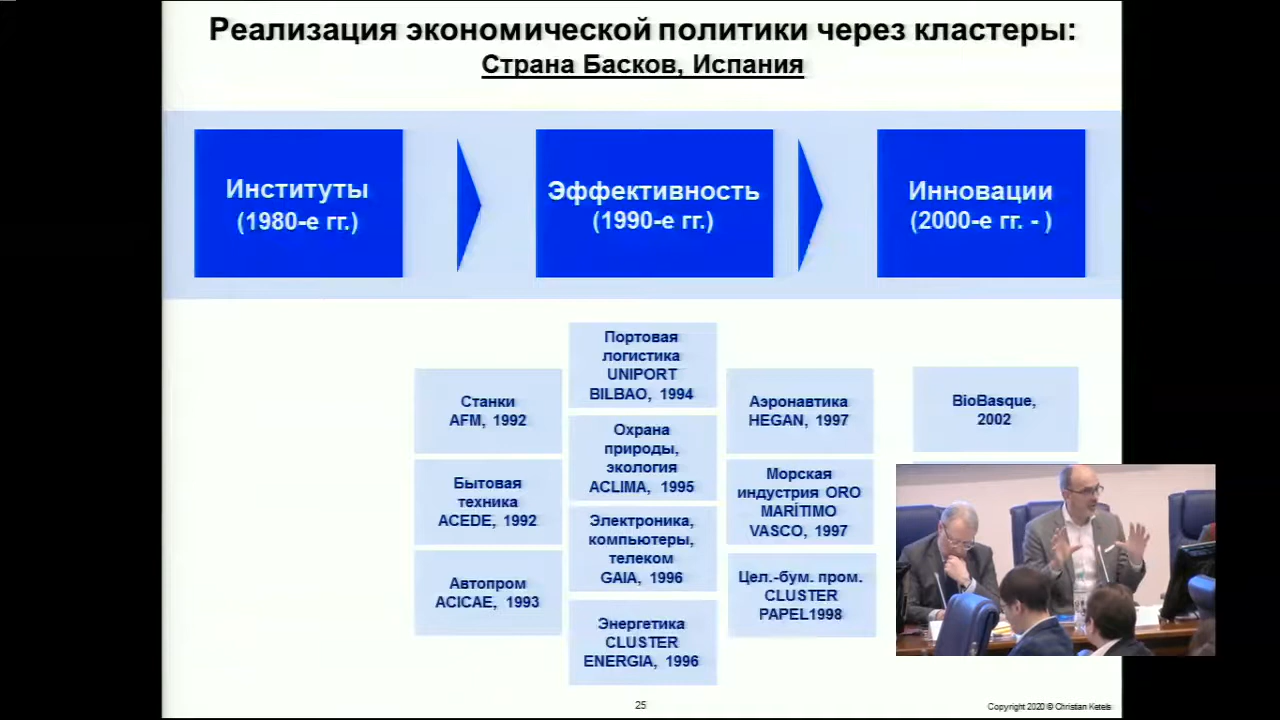 Реализация экономической политики через кластеры:
Страна Басков, Испания
Институты
(1980-е гг.)
Эффективность
(1990-е гг.)
Инновации
(2000-е гг. - )
Станки
AFM, 1992
Бытовая
техника
ACEDE, 1992
Автопром
ACICAE, 1993
Портовая
логистика
UNIPORT
BILBAO, 1994
Охрана
природы,
экология
ACLIMA, 1995
Электроника,
компьютеры,
телеком
GAIA, 1996
Энергетика
CLUSTER
ENERGIA, 1996
Аэронавтика
HEGAN, 1997
Морская
индустрия ORO
MARÍTIMO
VASCO, 1997
Цел.-бум. пром.
CLUSTER
PAPEL1998
BioBasque,
2002
25
Copyright 2020 © Christian Ketels